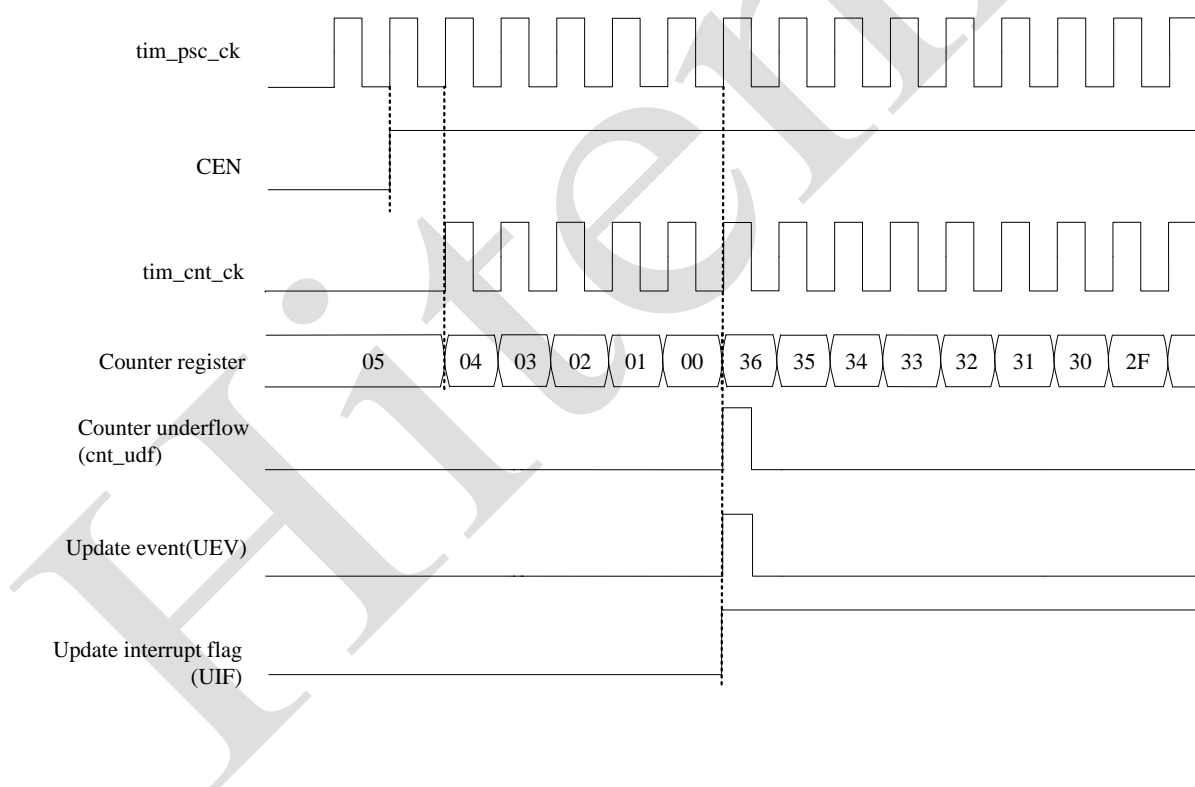 tim_psc_ck
CEN
tim_cnt_ck
Counter register 05 04 03 02 01 00 36 35 34 33 32 31 30 2F
Counter underflow
(cnt_udf)
Update event(UEV)
Update interrupt flag
(UIF)